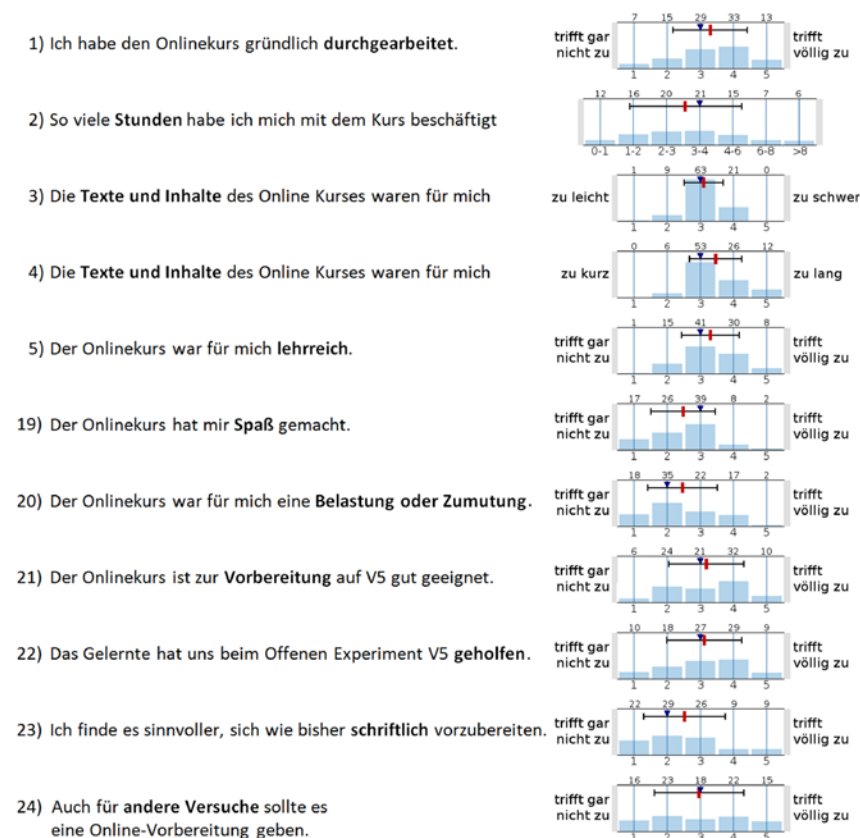 7 15 29 33 13
1) Ich habe den Onlinekurs gründlich durchgearbeitet.
trifft gar nicht zu
trifft völlig zu
1 2 3 4 5
12 16 20 21 15 7 6
2) So viele Stunden habe ich mich mit dem Kurs beschäftigt
0-1 1-2 2-3 3-4 4-6 6-8 >8
1 9 63 21 0
3) Die Texte und Inhalte des Online Kurses waren für mich
zu leicht
zu schwer
1 2 3 4 5
0 6 53 26 12
4) Die Texte und Inhalte des Online Kurses waren für mich
zu kurz
zu lang
1 2 3 4 5
1 15 41 30 8
5) Der Onlinekurs war für mich lehrreich.
trifft gar nicht zu
trifft völlig zu
1 2 3 4 5
17 26 39 8 2
19) Der Onlinekurs hat mir Spaß gemacht.
trifft gar nicht zu
trifft völlig zu
1 2 3 4 5
18 35 22 17 2
20) Der Onlinekurs war für mich eine Belastung oder Zumutung.
trifft gar nicht zu
trifft völlig zu
1 2 3 4 5
6 24 21 32 10
21) Der Onlinekurs ist zur Vorbereitung auf V5 gut geeignet.
trifft gar nicht zu
trifft völlig zu
1 2 3 4 5
10 18 27 29 9
22) Das Gelernte hat uns beim Offenen Experiment V5 geholfen.
trifft gar nicht zu
trifft völlig zu
1 2 3 4 5
22 29 26 9 9
23) Ich finde es sinnvoller, sich wie bisher schriftlich vorzubereiten.
trifft gar nicht zu
trifft völlig zu
1 2 3 4 5
16 23 18 22 15
24) Auch für andere Versuche sollte es
eine Online-Vorbereitung geben.
trifft gar nicht zu
trifft völlig zu
1 2 3 4 5